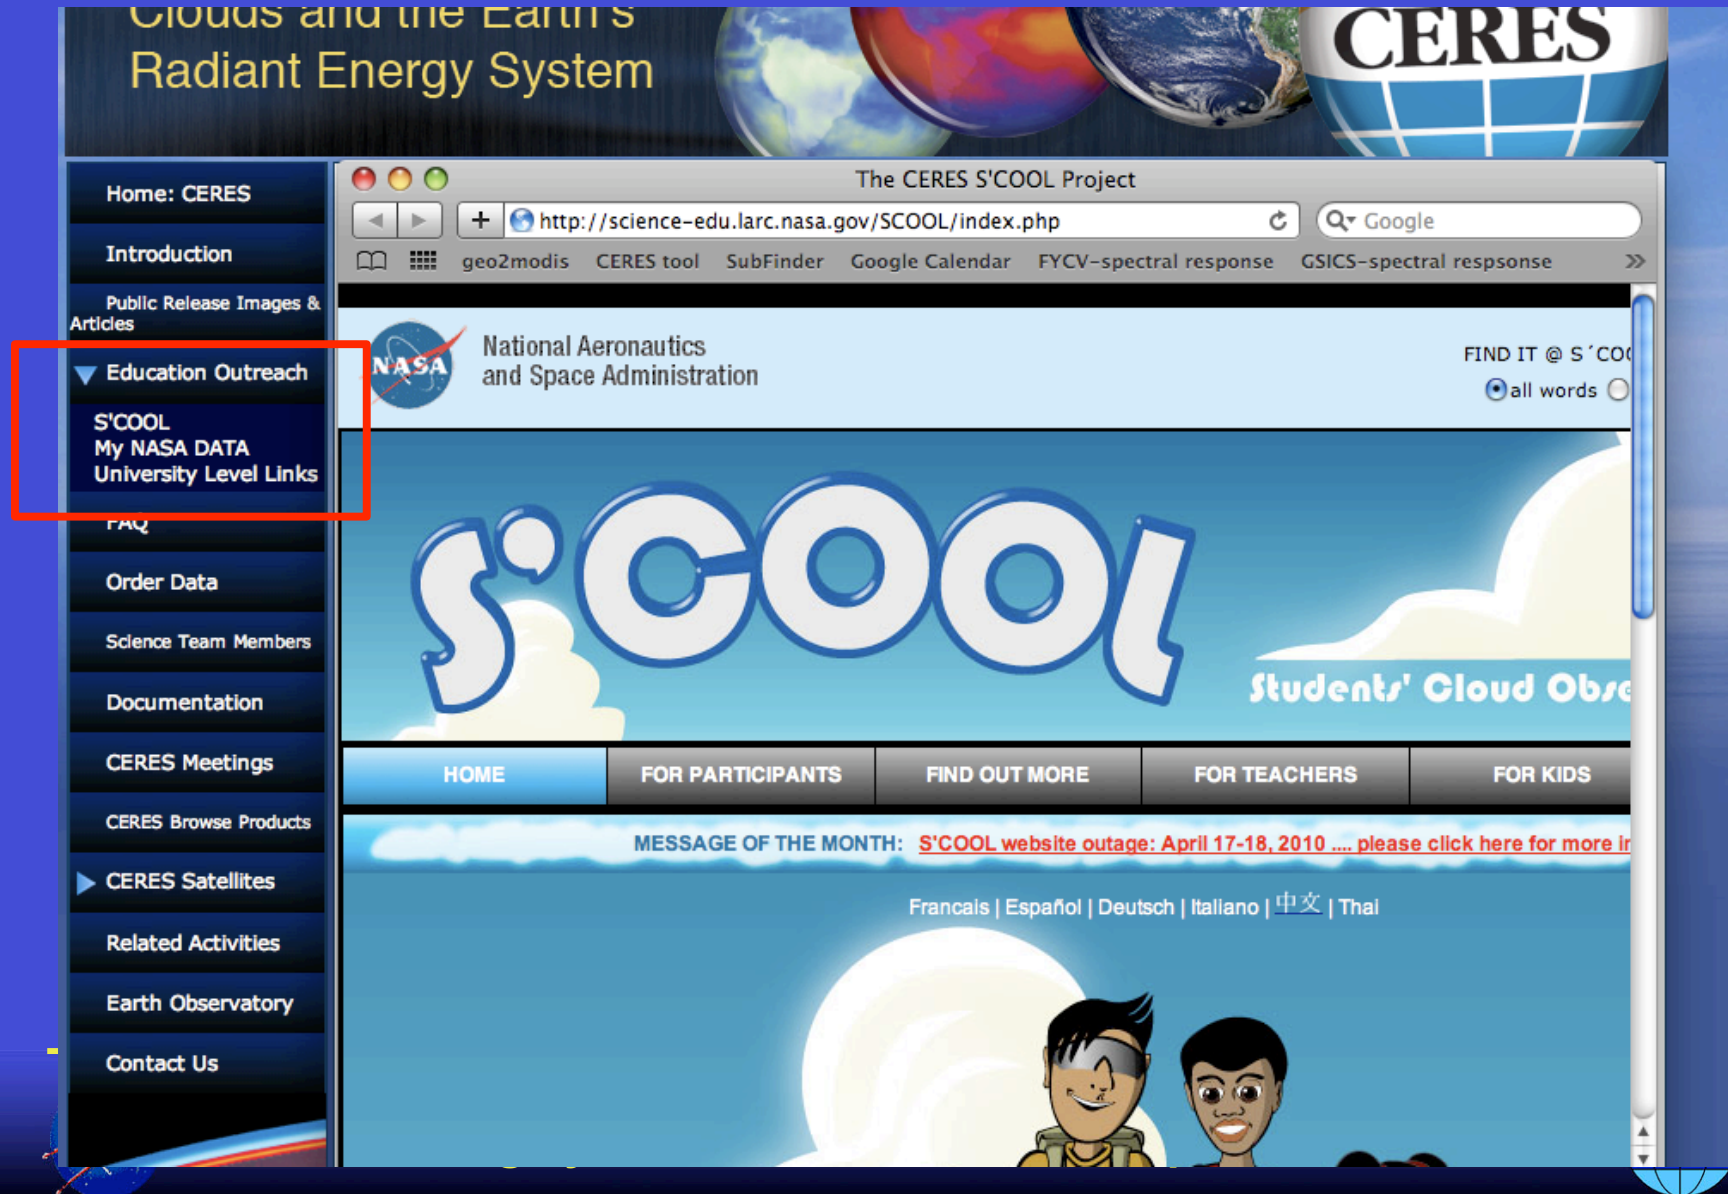 Clouds and the Earth's
Radiant Energy System
CERES
Home: CERES
Introduction
Public Release Images &
Articles
Education Outreach
S'COOL
My NASA DATA
University Level Links
FAQ
Order Data
Science Team Members
Documentation
CERES Meetings
CERES Browse Products
CERES Satellites
Related Activities
Earth Observatory
Contact Us
The CERES S'COOL Project
http://science-edu.larc.nasa.gov/SCOOL/index.php
Google
geo2modis CERES tool SubFinder Google Calendar FYCV-spectral response GSICS-spectral respsonse
NASA
National Aeronautics
and Space Administration
FIND IT @ S´COO
all words
S'COOL
Students' Cloud Obse
HOME FOR PARTICIPANTS FIND OUT MORE FOR TEACHERS FOR KIDS
MESSAGE OF THE MONTH: S'COOL website outage: April 17-18, 2010 .... please click here for more in
Francais | Español | Deutsch | Italiano | 中文 | Thai